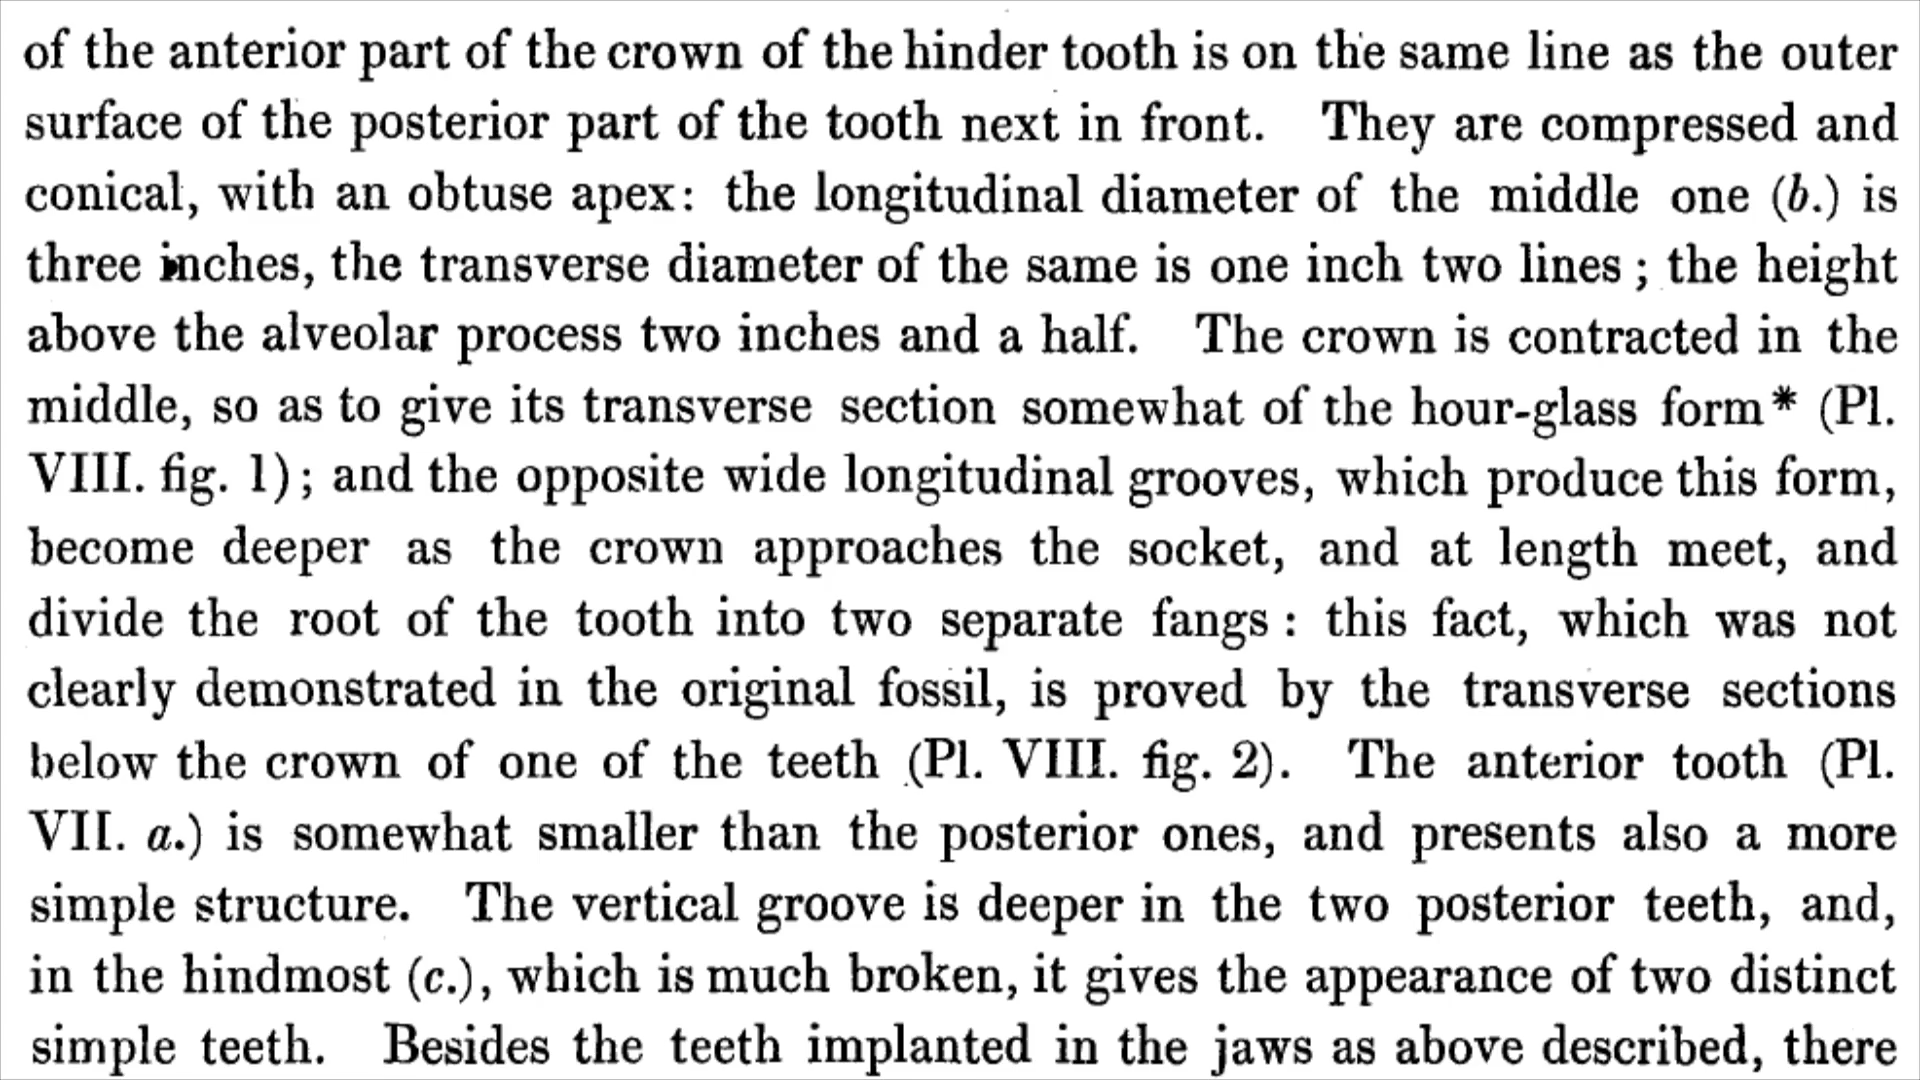 of the anterior part of the crown of the hinder tooth is on the same line as the outer
surface of the posterior part of the tooth next in front. They are compressed and
conical, with an obtuse apex: the longitudinal diameter of the middle one (b.) is
three inches, the transverse diameter of the same is one inch two lines; the height
above the alveolar process two inches and a half. The crown is contracted in the
middle, so as to give its transverse section somewhat of the hour-glass form* (Pl.
VIII. fig. 1); and the opposite wide longitudinal grooves, which produce this form,
become deeper as the crown approaches the socket, and at length meet, and
divide the root of the tooth into two separate fangs: this fact, which was not
clearly demonstrated in the original fossil, is proved by the transverse sections
below the crown of one of the teeth (Pl. VIII. fig. 2). The anterior tooth (Pl.
VII. a.) is somewhat smaller than the posterior ones, and presents also a more
simple structure. The vertical groove is deeper in the two posterior teeth, and,
in the hindmost (c.), which is much broken, it gives the appearance of two distinct
simple teeth. Besides the teeth implanted in the jaws as above described, there